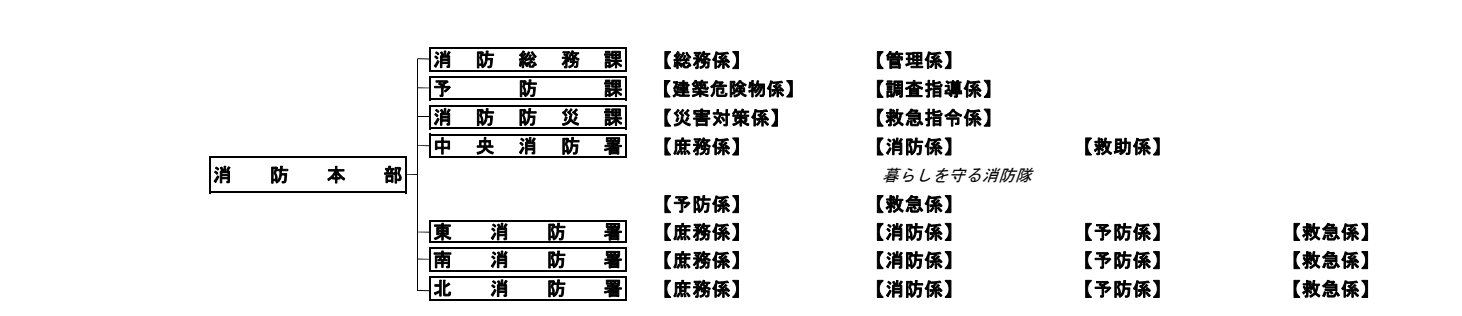 消防総務課 【総務係】 【管理係】
予防課 【建築危険物係】 【調査指導係】
消防防災課 【災害対策係】 【救急指令係】
中央消防署 【庶務係】 【消防係】 【救助係】
消防本部 暮らしを守る消防隊
【予防係】 【救急係】
東消防署 【庶務係】 【消防係】 【予防係】 【救急係】
南消防署 【庶務係】 【消防係】 【予防係】 【救急係】
北消防署 【庶務係】 【消防係】 【予防係】 【救急係】